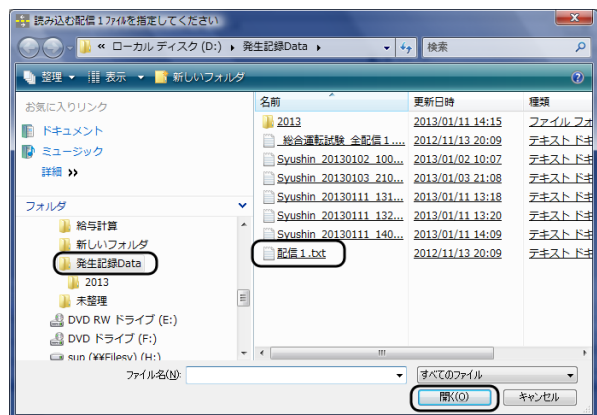 読み込む配信1ファイルを指定してください
« ローカル ディスク (D:) ▸ 発生記録Data ▸
検索
整理 表示 新しいフォルダ
お気に入りリンク
ドキュメント
ミュージック
詳細 »
フォルダ
給与計算
新しいフォルダ
発生記録Data
2013
未整理
DVD RW ドライブ (E:)
DVD ドライブ (F:)
sup (¥¥Filesv) (H:)
名前 更新日時 種類
2013 2013/01/11 14:15 ファイル フォ
_総合運転試験_全配信1.... 2012/11/13 20:09 テキスト ドキ
Syushin_20130102_100... 2013/01/02 10:07 テキスト ドキ
Syushin_20130103_210... 2013/01/03 21:08 テキスト ドキ
Syushin_20130111_131... 2013/01/11 13:18 テキスト ドキ
Syushin_20130111_132... 2013/01/11 13:20 テキスト ドキ
Syushin_20130111_140... 2013/01/11 14:09 テキスト ドキ
配信1.txt 2012/11/13 20:09 テキスト ドキ
ファイル名(N):
すべてのファイル
開く(O) キャンセル